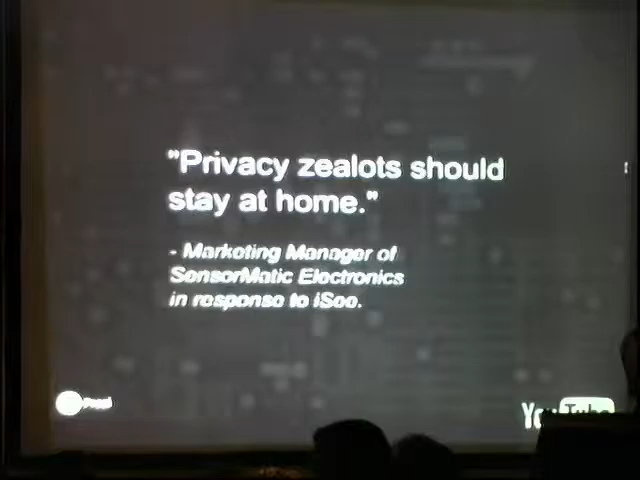 "Privacy zealots should
stay at home."
- Marketing Manager of
SensorMatic Electronics
in response to iSee.
YouTube